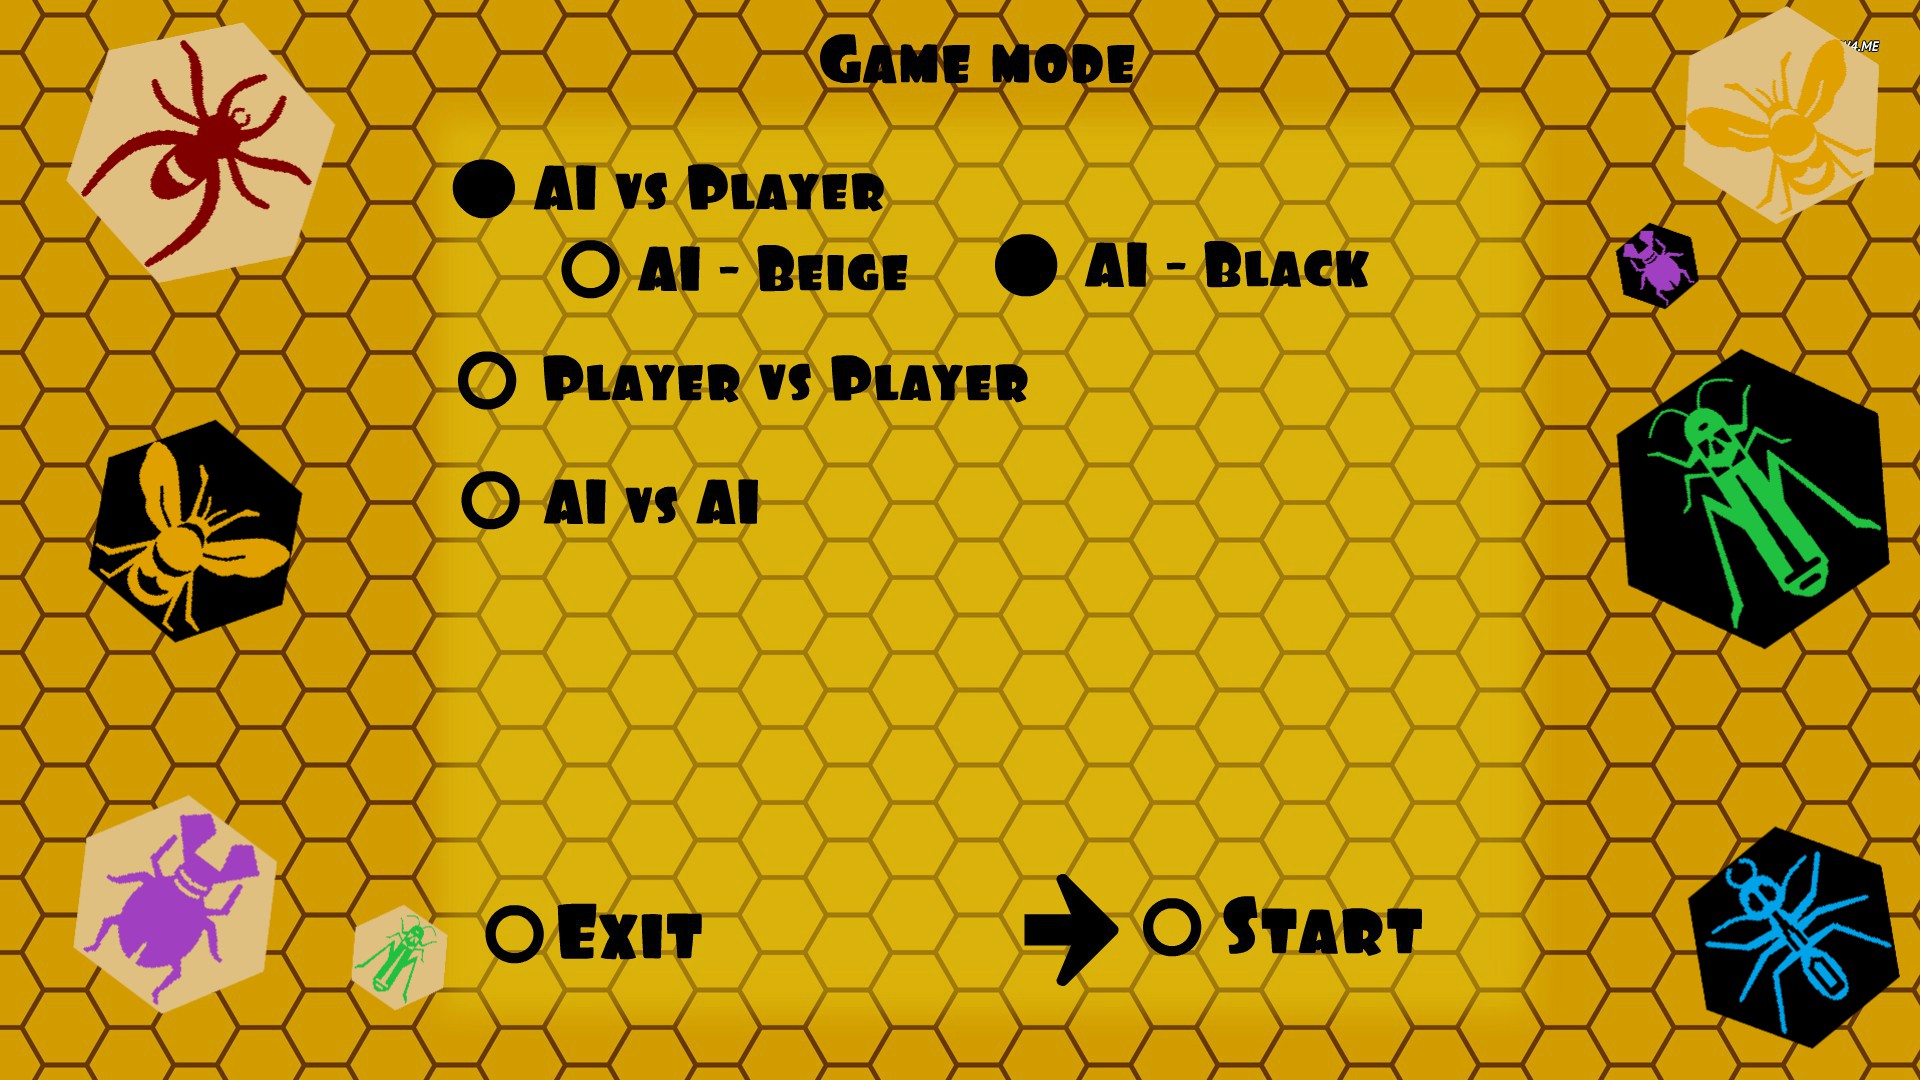 Game mode
AI vs Player
AI - Beige
AI - Black
Player vs Player
AI vs AI
Exit
Start